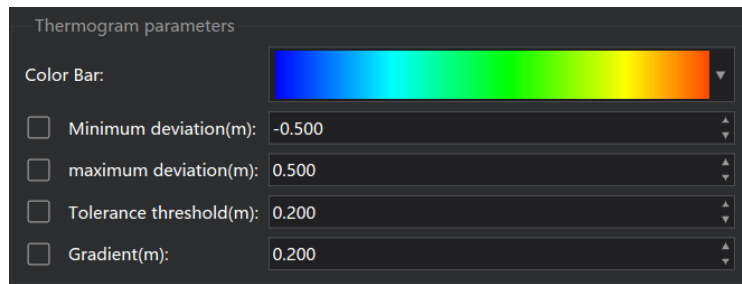 Thermogram parameters
Color Bar:
Minimum deviation(m): -0.500
maximum deviation(m): 0.500
Tolerance threshold(m): 0.200
Gradient(m): 0.200